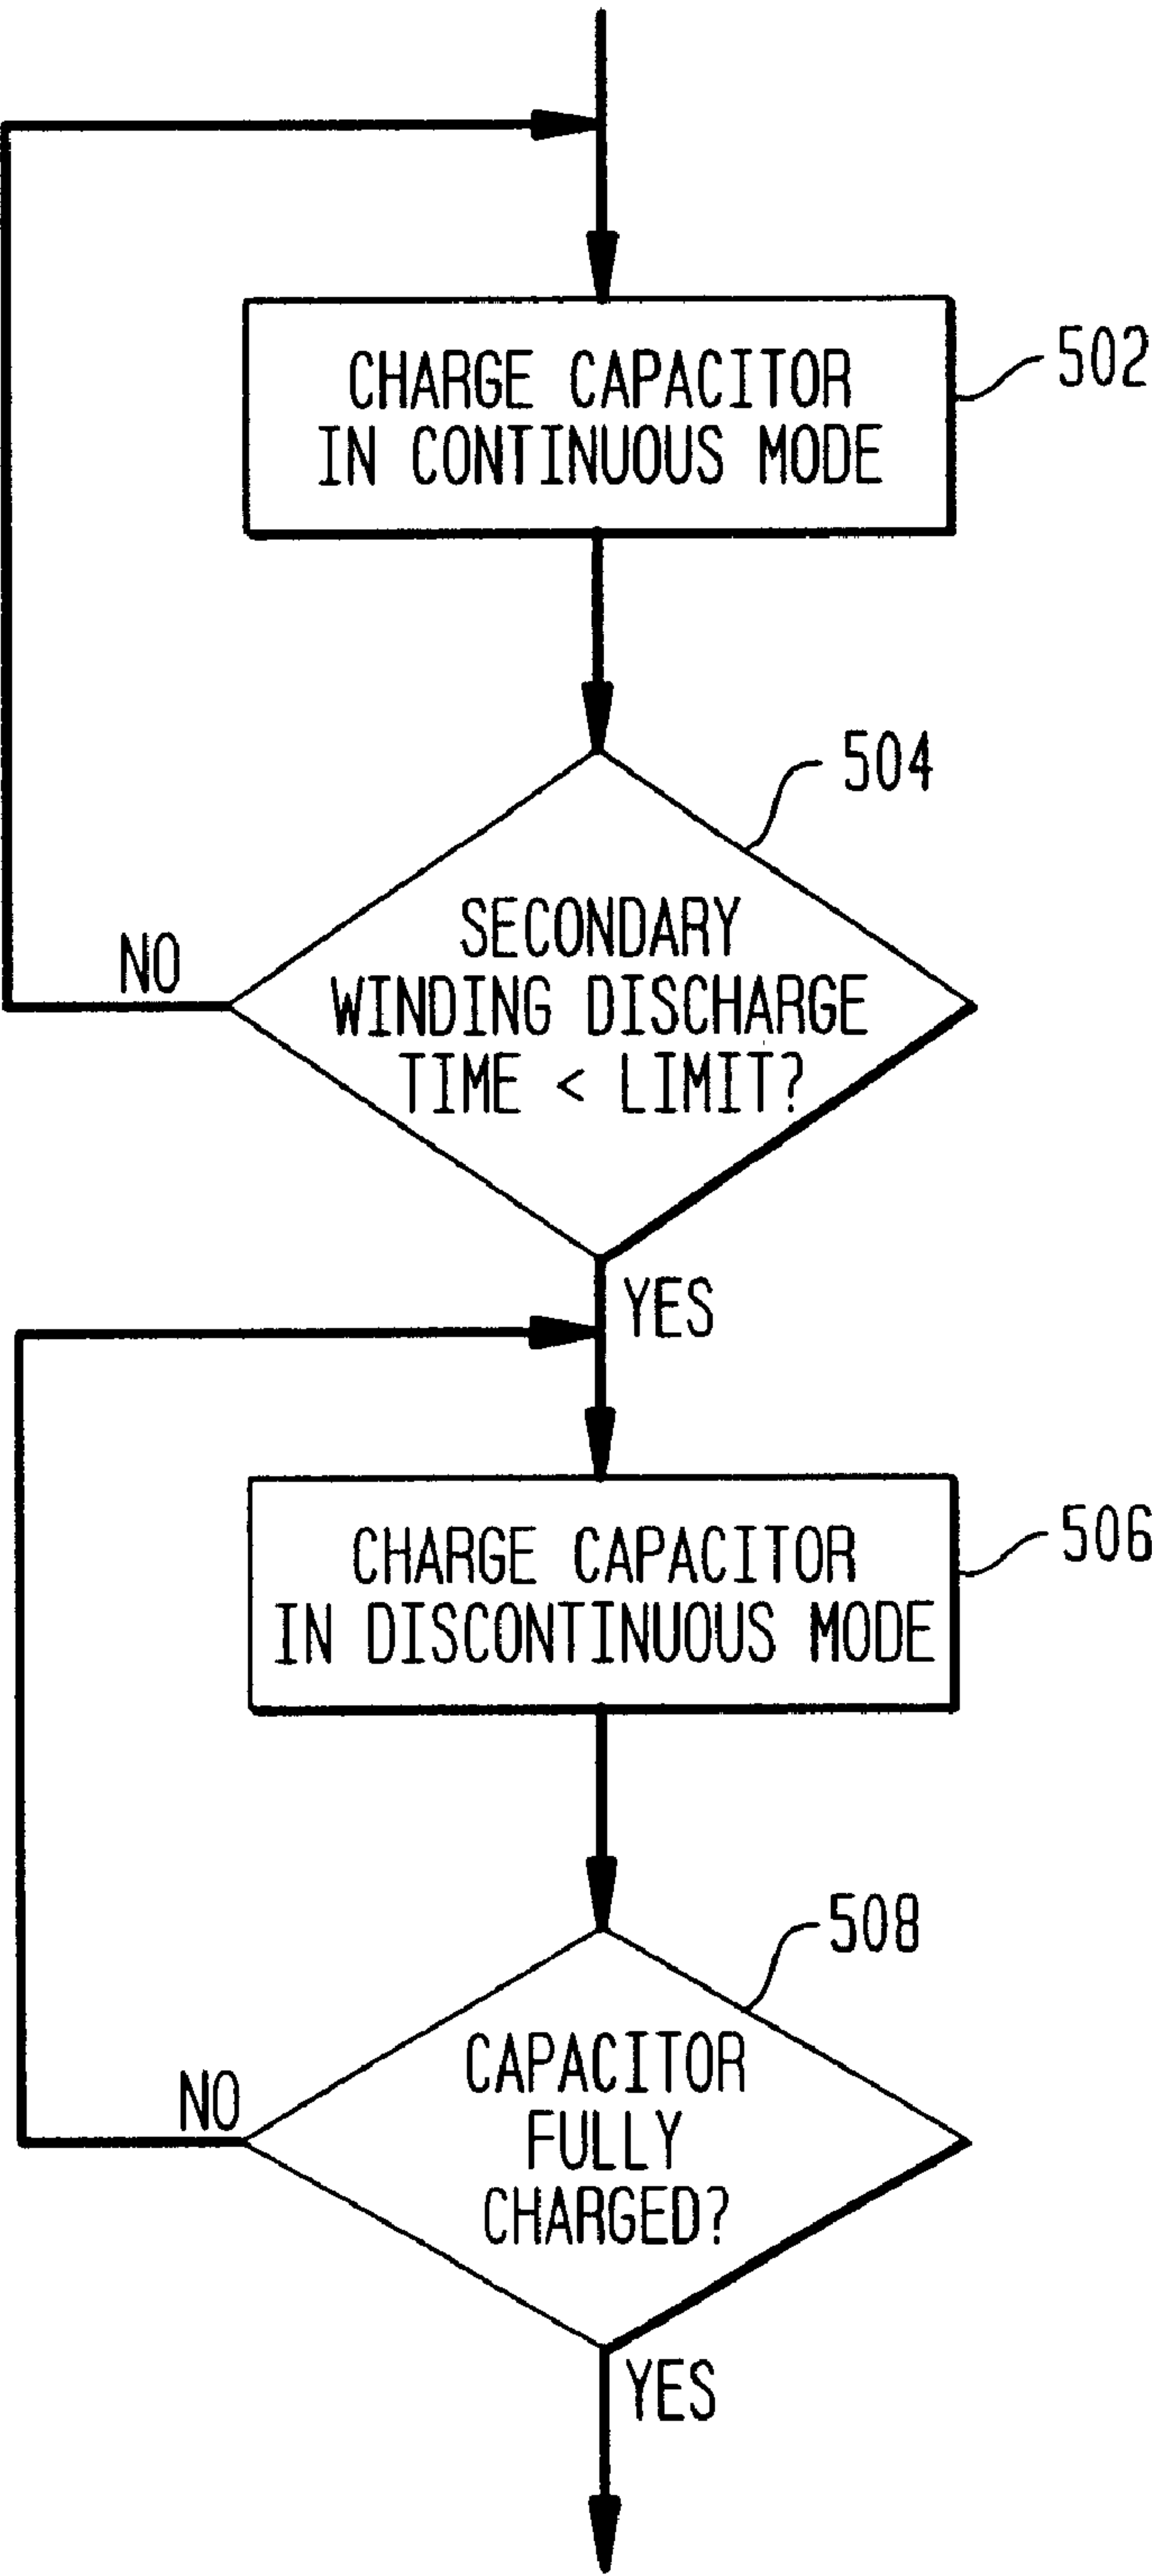 CHARGE CAPACITOR
IN CONTINUOUS MODE
502
504
SECONDARY
WINDING DISCHARGE
TIME < LIMIT?
NO
YES
CHARGE CAPACITOR
IN DISCONTINUOUS MODE
506
508
CAPACITOR
FULLY
CHARGED?
NO
YES